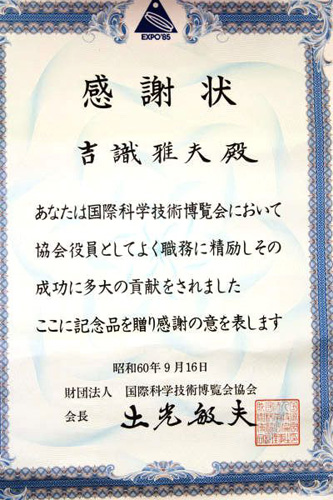 EXPO'85
感謝状
吉識雅夫殿
あなたは国際科学技術博覧会において
協会役員としてよく職務に精励しその
成功に多大の貢献をされました
ここに記念品を贈り感謝の意を表します
昭和60年9月16日
財団法人 国際科学技術博覧会協会
会長 土光敏夫